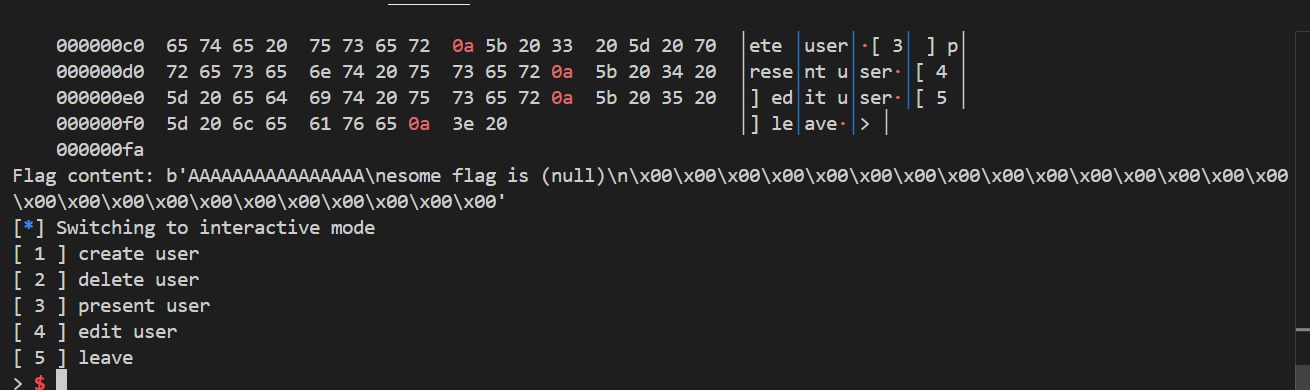 000000c0  65 74 65 20  75 73 65 72  0a 5b 20 33  20 5d 20 70  │ete │user│·[ 3│ ] p│
000000d0  72 65 73 65  6e 74 20 75  73 65 72 0a  5b 20 34 20  │rese│nt u│ser·│[ 4 │
000000e0  5d 20 65 64  69 74 20 75  73 65 72 0a  5b 20 35 20  │] ed│it u│ser·│[ 5 │
000000f0  5d 20 6c 65  61 76 65 0a  3e 20  │] le│ave·│> │
000000fa
Flag content: b'AAAAAAAAAAAAAAAA\nesome flag is (null)\n\x00\x00\x00\x00\x00\x00\x00\x00\x00\x00\x00\x00\x00\x00\x00
\x00\x00\x00\x00\x00\x00\x00\x00\x00\x00\x00'
[*] Switching to interactive mode
[ 1 ] create user
[ 2 ] delete user
[ 3 ] present user
[ 4 ] edit user
[ 5 ] leave
> $